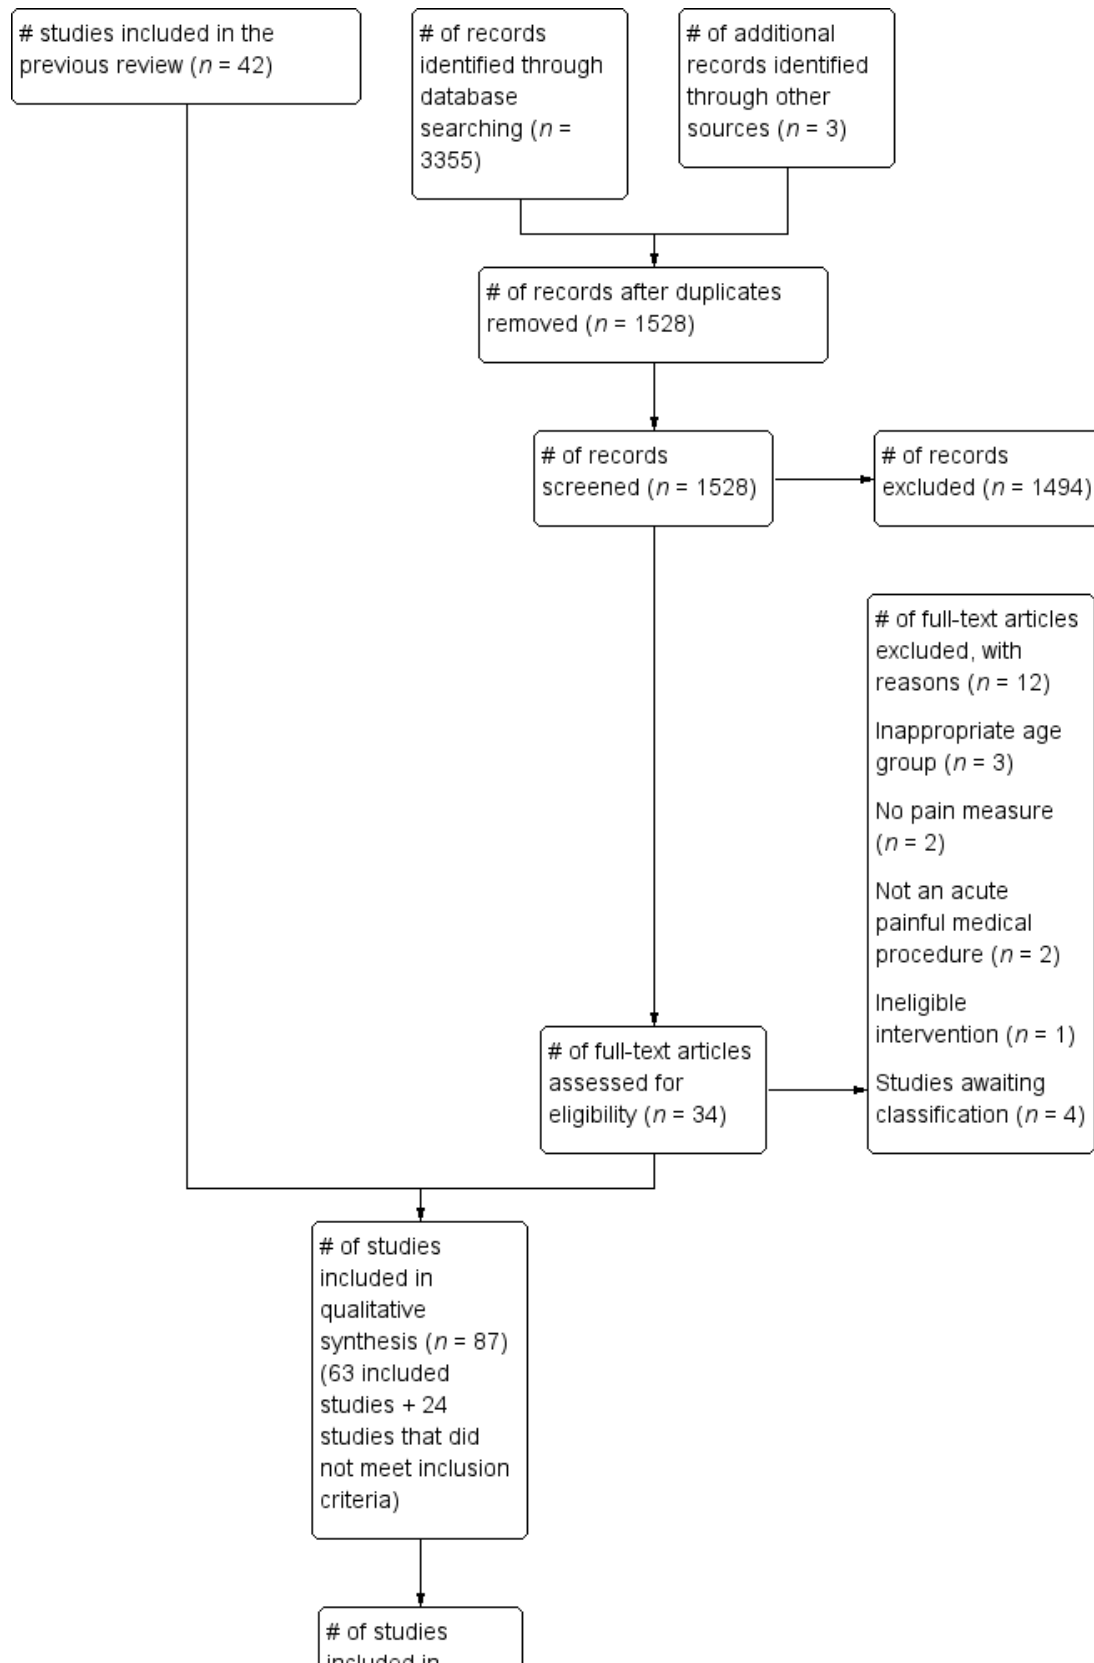 # studies included in the
previous review (n = 42)
# of records
identified through
database
searching (n =
3355)
# of additional
records identified
through other
sources (n = 3)
# of records after duplicates
removed (n = 1528)
# of records
screened (n = 1528)
# of records
excluded (n = 1494)
# of full-text articles
excluded, with
reasons (n = 12)
Inappropriate age
group (n = 3)
No pain measure
(n = 2)
Not an acute
painful medical
procedure (n = 2)
Ineligible
intervention (n = 1)
Studies awaiting
classification (n = 4)
# of full-text articles
assessed for
eligibility (n = 34)
# of studies
included in
qualitative
synthesis (n = 87)
(63 included
studies + 24
studies that did
not meet inclusion
criteria)
# of studies
included in